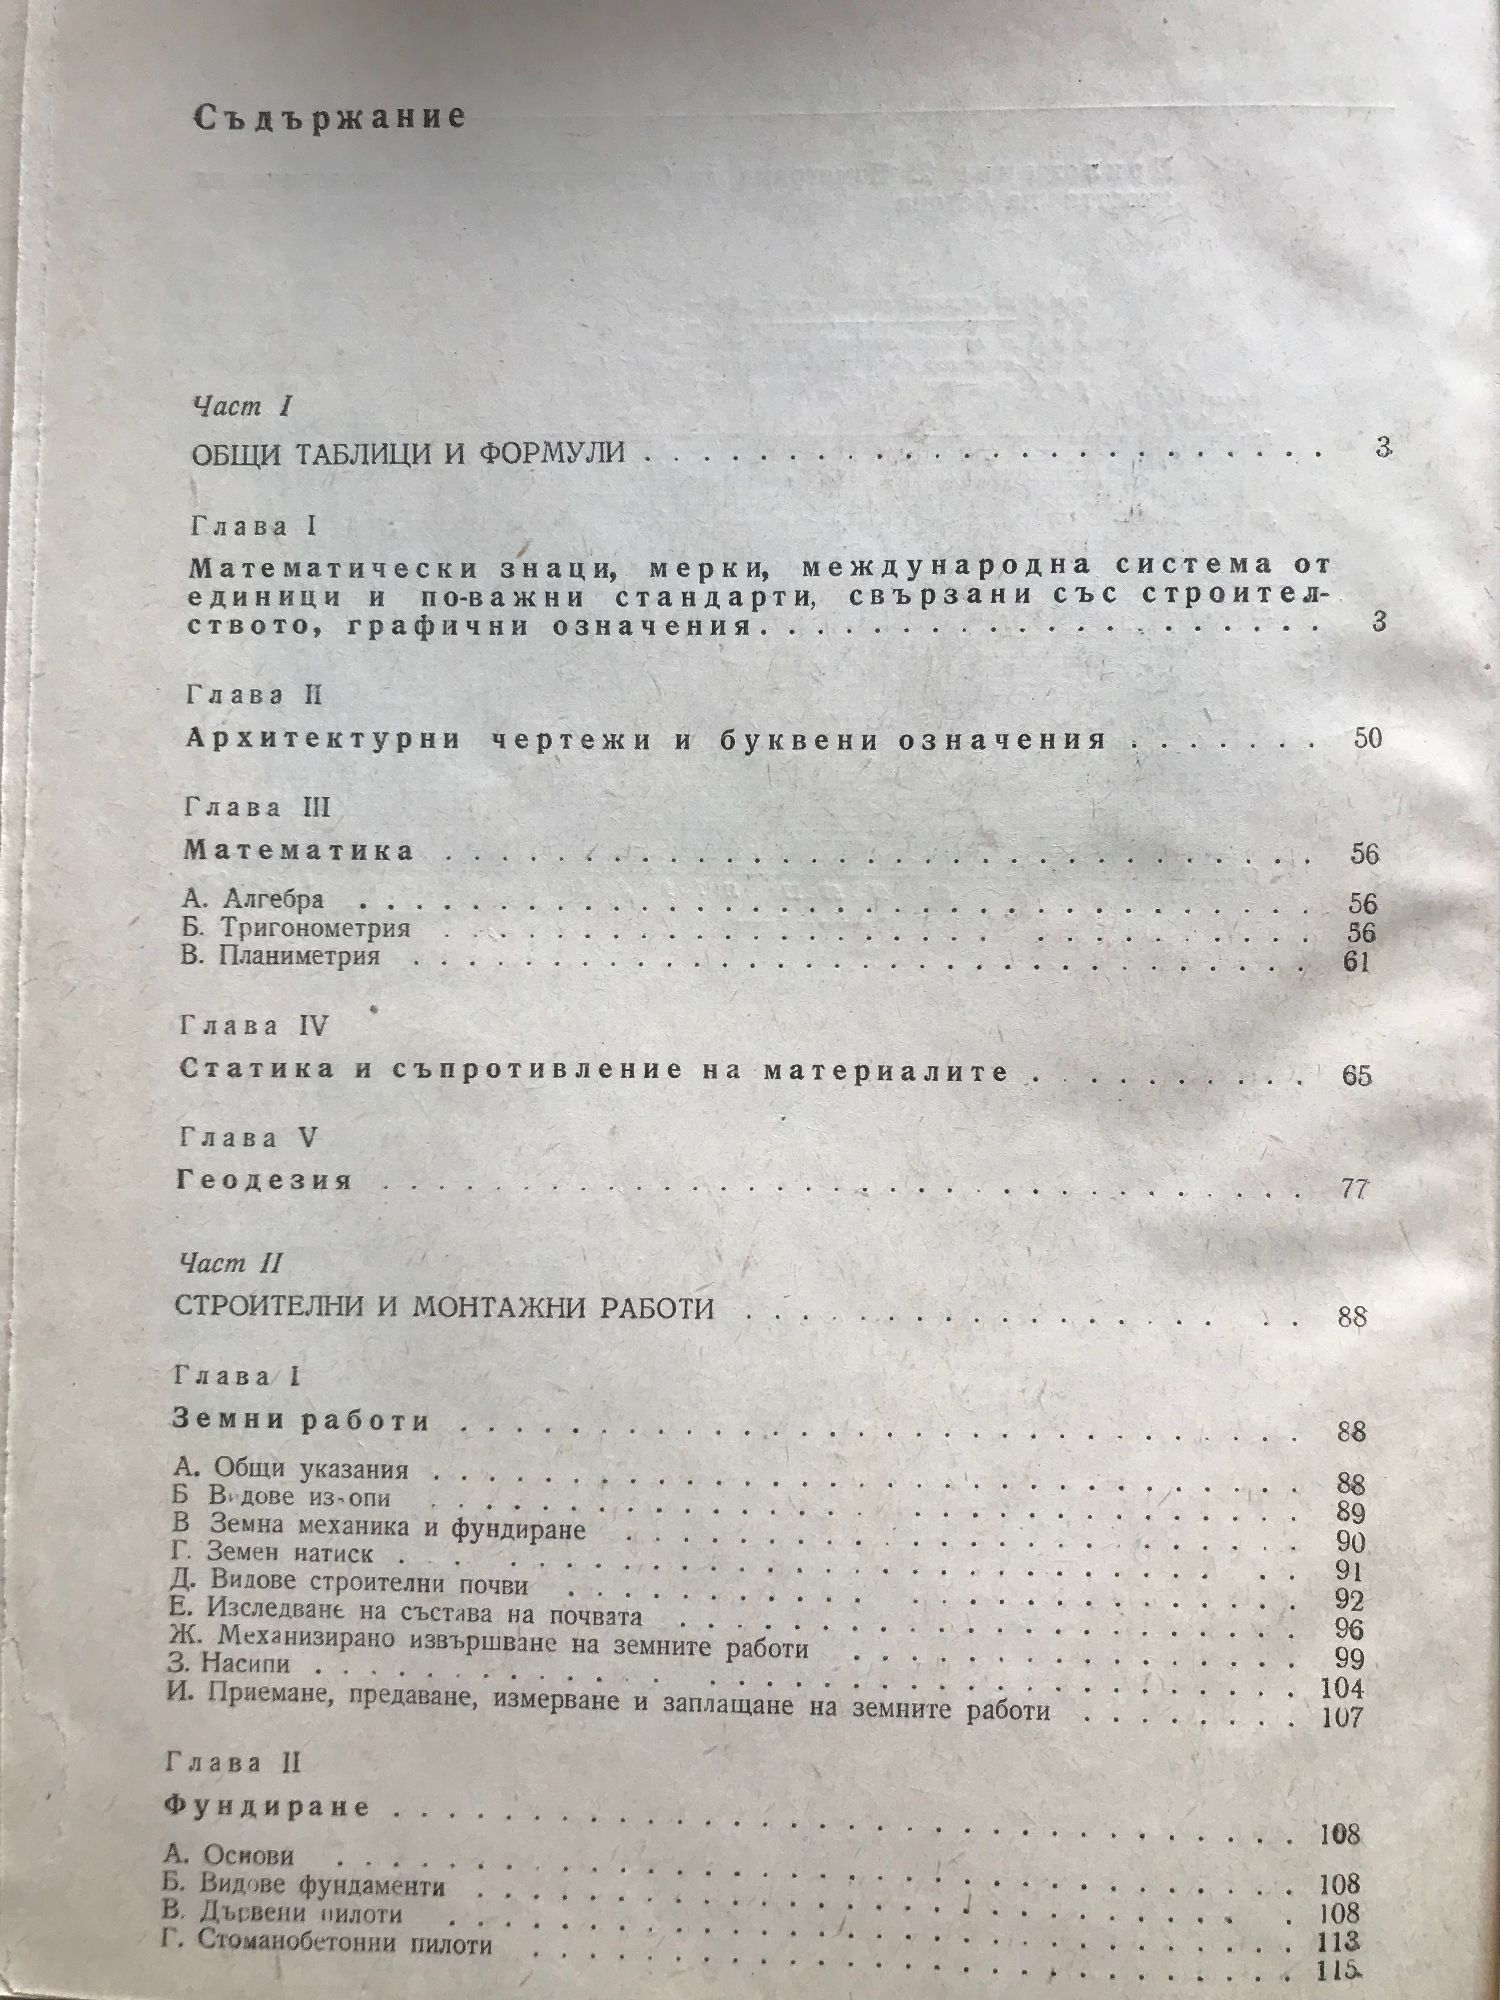 Съдържание
Част I
ОБЩИ ТАБЛИЦИ И ФОРМУЛИ . . . . . . . . . . . . . . . . . . . . . . . . 3
Глава I
Математически знаци, мерки, международна система от
единици и по-важни стандарти, свързани със строител-
ството, графични означения. . . . . . . . . . . . . . . . . . . . 3
Глава II
Архитектурни чертежи и буквени означения . . . . . . . 50
Глава III
Математика . . . . . . . . . . . . . . . . . . . . . . . . . . . . . . . 56
А. Алгебра . . . . . . . . . . . . . . . . . . . . . . . . . . . . . . . . . . 56
Б. Тригонометрия . . . . . . . . . . . . . . . . . . . . . . . . . . . . . . 56
В. Планиметрия . . . . . . . . . . . . . . . . . . . . . . . . . . . . . . . . 61
Глава IV
Статика и съпротивление на материалите . . . . . . . . . . 65
Глава V
Геодезия . . . . . . . . . . . . . . . . . . . . . . . . . . . . . . . . . 77
Част II
СТРОИТЕЛНИ И МОНТАЖНИ РАБОТИ . . . . . . . . . . . . . . . . . . . 88
Глава I
Земни работи . . . . . . . . . . . . . . . . . . . . . . . . . . . . . . 88
А. Общи указания . . . . . . . . . . . . . . . . . . . . . . . . . . . . . . . 88
Б Видове из-опи . . . . . . . . . . . . . . . . . . . . . . . . . . . . . . . 89
В Земна механика и фундиране . . . . . . . . . . . . . . . . . . . . . . . . 90
Г. Земен натиск . . . . . . . . . . . . . . . . . . . . . . . . . . . . . . . 91
Д. Видове строителни почви . . . . . . . . . . . . . . . . . . . . . . . . . . 92
Е. Изследване на състава на почвата . . . . . . . . . . . . . . . . . . . . . . 96
Ж. Механизирано извършване на земните работи . . . . . . . . . . . . . . . . 99
З. Насипи . . . . . . . . . . . . . . . . . . . . . . . . . . . . . . . . . . . 104
И. Приемане, предаване, измерване и заплащане на земните работи . . . . . . . . 107
Глава II
Фундиране . . . . . . . . . . . . . . . . . . . . . . . . . . . . . . . . 108
А. Основи . . . . . . . . . . . . . . . . . . . . . . . . . . . . . . . . . . 108
Б. Видове фундаменти . . . . . . . . . . . . . . . . . . . . . . . . . . . . . 108
В. Дървени пилоти . . . . . . . . . . . . . . . . . . . . . . . . . . . . . . 113
Г. Стоманобетонни пилоти . . . . . . . . . . . . . . . . . . . . . . . . . . . 115